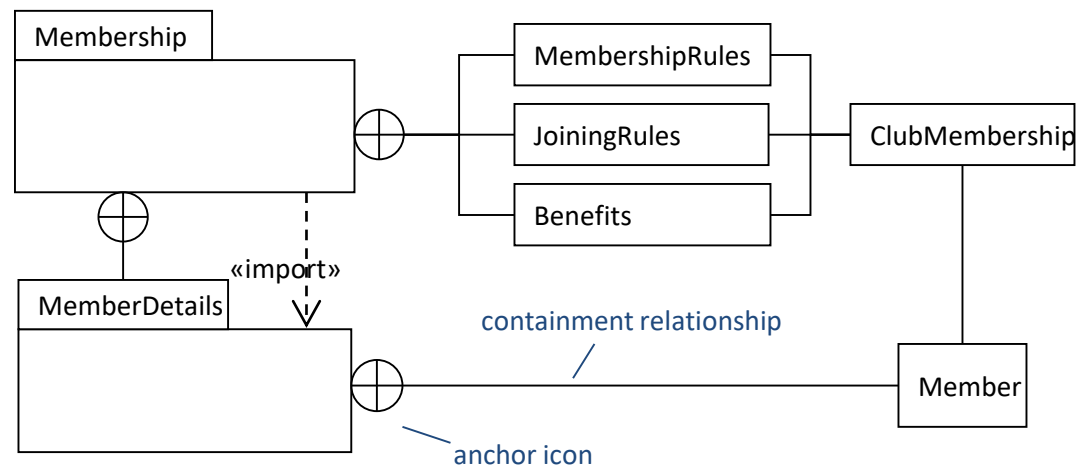 Membership
MembershipRules
JoiningRules
ClubMembership
Benefits
«import»
MemberDetails
containment relationship
Member
anchor icon